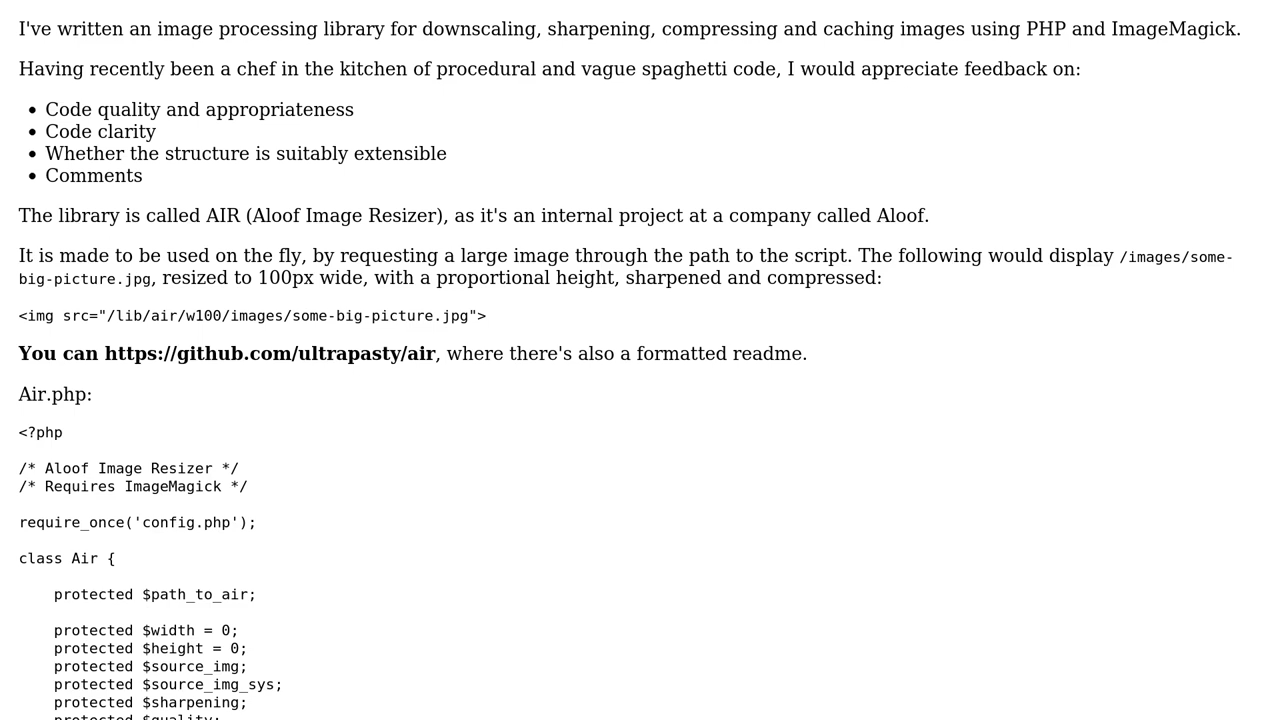 I've written an image processing library for downscaling, sharpening, compressing and caching images using PHP and ImageMagick.
Having recently been a chef in the kitchen of procedural and vague spaghetti code, I would appreciate feedback on:
• Code quality and appropriateness
• Code clarity
• Whether the structure is suitably extensible
• Comments
The library is called AIR (Aloof Image Resizer), as it's an internal project at a company called Aloof.
It is made to be used on the fly, by requesting a large image through the path to the script. The following would display /images/some-
big-picture.jpg, resized to 100px wide, with a proportional height, sharpened and compressed:
<img src="/lib/air/w100/images/some-big-picture.jpg">
You can https://github.com/ultrapasty/air, where there's also a formatted readme.
Air.php:
<?php
/* Aloof Image Resizer */
/* Requires ImageMagick */
require_once('config.php');
class Air {
    protected $path_to_air;
    protected $width = 0;
    protected $height = 0;
    protected $source_img;
    protected $source_img_sys;
    protected $sharpening;
    protected $quality;